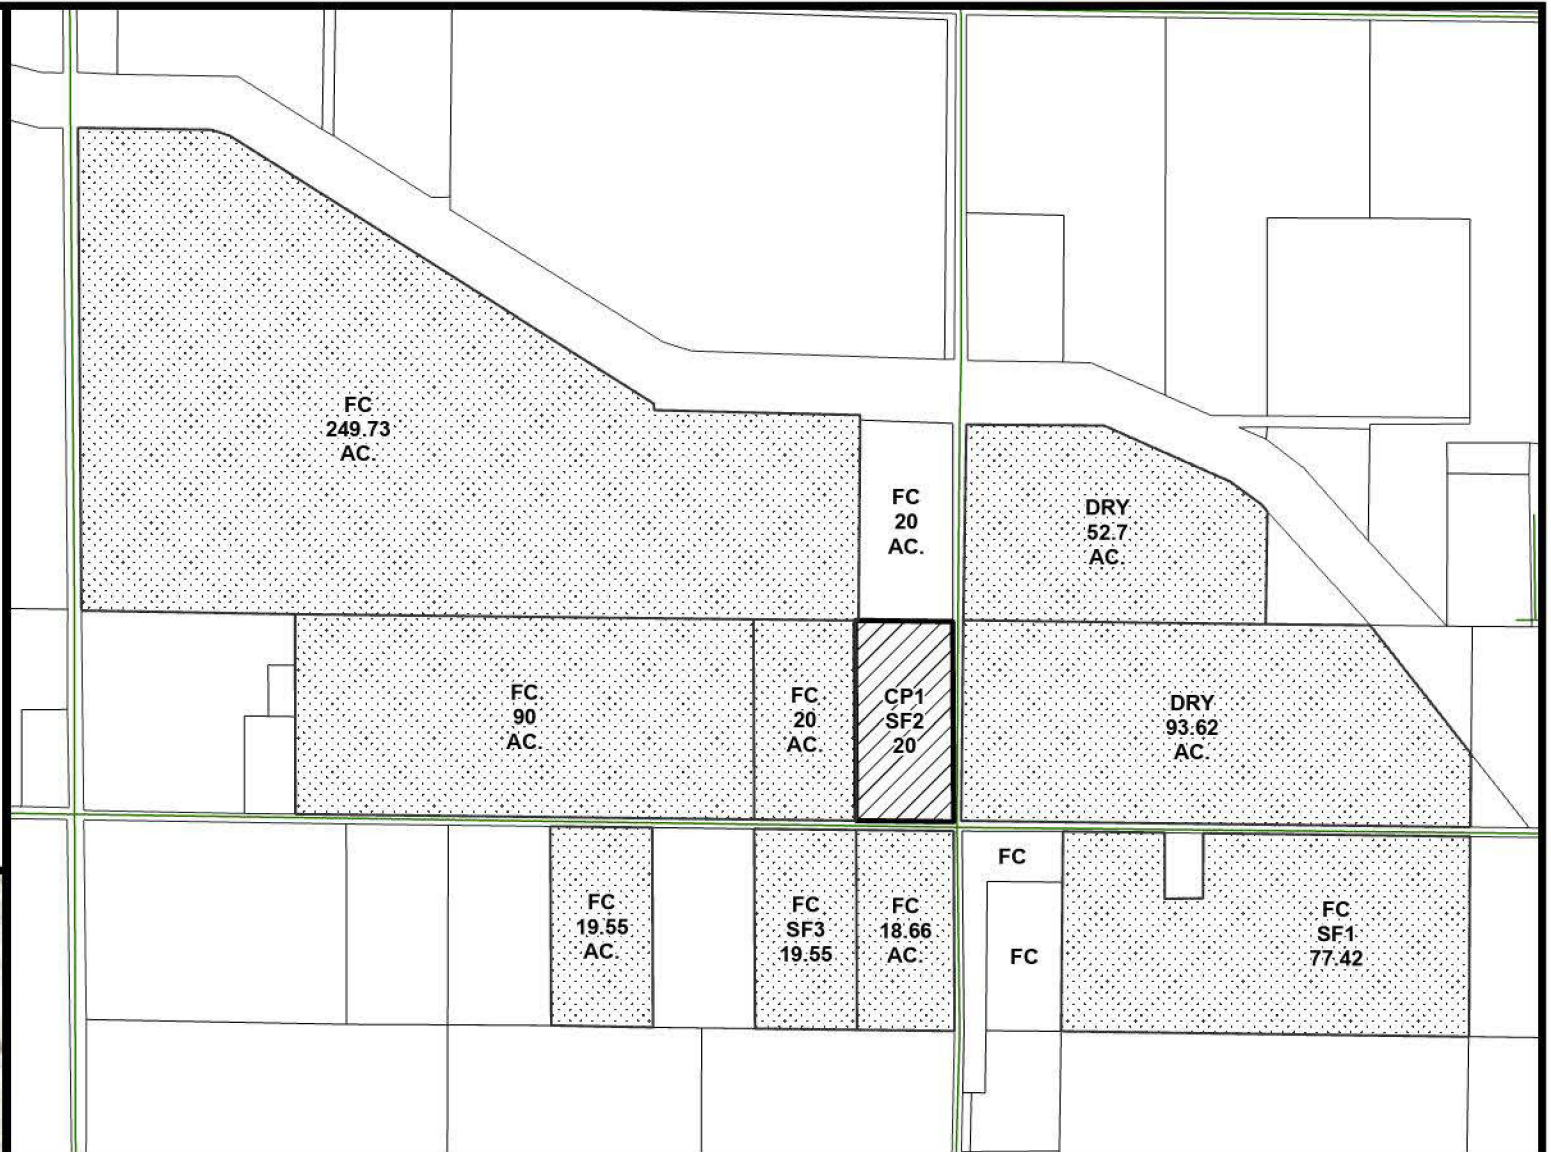 FC
249.73
AC.
FC
20
AC.
DRY
52.7
AC.
FC
90
AC.
FC
20
AC.
CP1
SF2
20
DRY
93.62
AC.
FC
19.55
AC.
FC
SF3
19.55
FC
18.66
AC.
FC
FC
FC
SF1
77.42